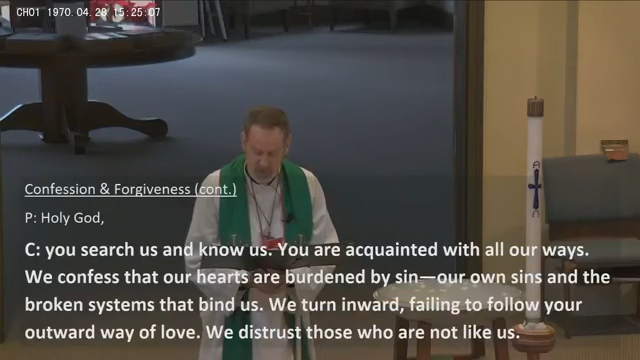 CH01 1970.04.28 15:25:07
Confession & Forgiveness (cont.)
P: Holy God,
C: you search us and know us. You are acquainted with all our ways.
We confess that our hearts are burdened by sin—our own sins and the
broken systems that bind us. We turn inward, failing to follow your
outward way of love. We distrust those who are not like us.